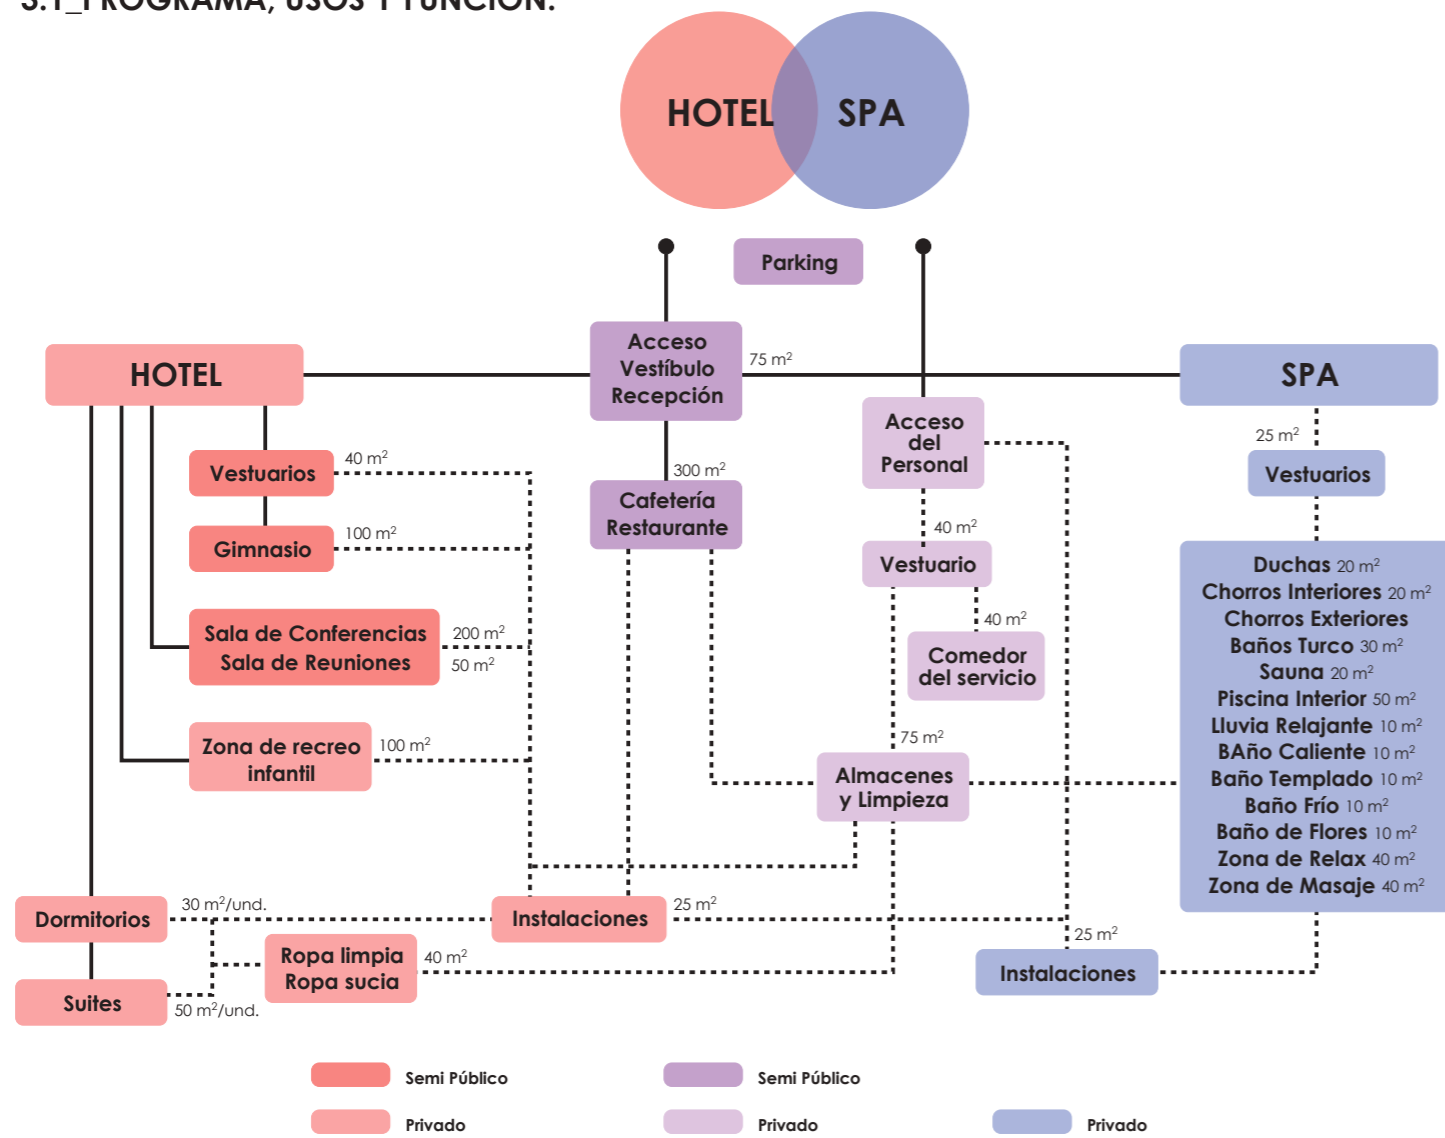 3.1_PROGRAMA, USOS Y FUNCIÓN.
HOTEL
SPA
Parking
Acceso
Vestíbulo
Recepción
75 m²
HOTEL
SPA
Acceso
del
Personal
25 m²
Vestuarios
40 m²
Vestuarios
300 m²
Cafetería
Restaurante
Gimnasio
100 m²
40 m²
Vestuario
Duchas 20 m²
Chorros Interiores 20 m²
Chorros Exteriores
Baños Turco 30 m²
Sauna 20 m²
Piscina Interior 50 m²
Lluvia Relajante 10 m²
BAño Caliente 10 m²
Baño Templado 10 m²
Baño Frío 10 m²
Baño de Flores 10 m²
Zona de Relax 40 m²
Zona de Masaje 40 m²
Sala de Conferencias
Sala de Reuniones
200 m²
50 m²
40 m²
Comedor
del servicio
Zona de recreo
infantil
100 m²
75 m²
Almacenes
y Limpieza
Dormitorios
30 m²/und.
Instalaciones
25 m²
Ropa limpia
Ropa sucia
40 m²
25 m²
Instalaciones
Suites
50 m²/und.
Semi Público
Semi Público
Privado
Privado
Privado